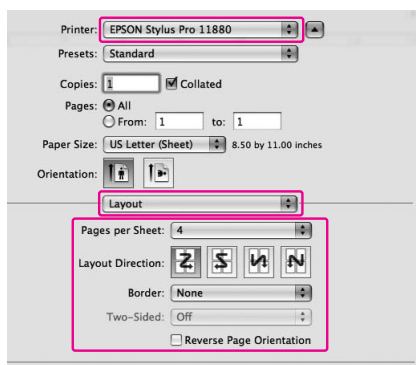 Printer: EPSON Stylus Pro 11880
Presets: Standard
Copies: 1 Collated
Pages: All
From: 1 to: 1
Paper Size: US Letter (Sheet) 8.50 by 11.00 inches
Orientation:
Layout
Pages per Sheet: 4
Layout Direction:
Border: None
Two-Sided: Off
Reverse Page Orientation